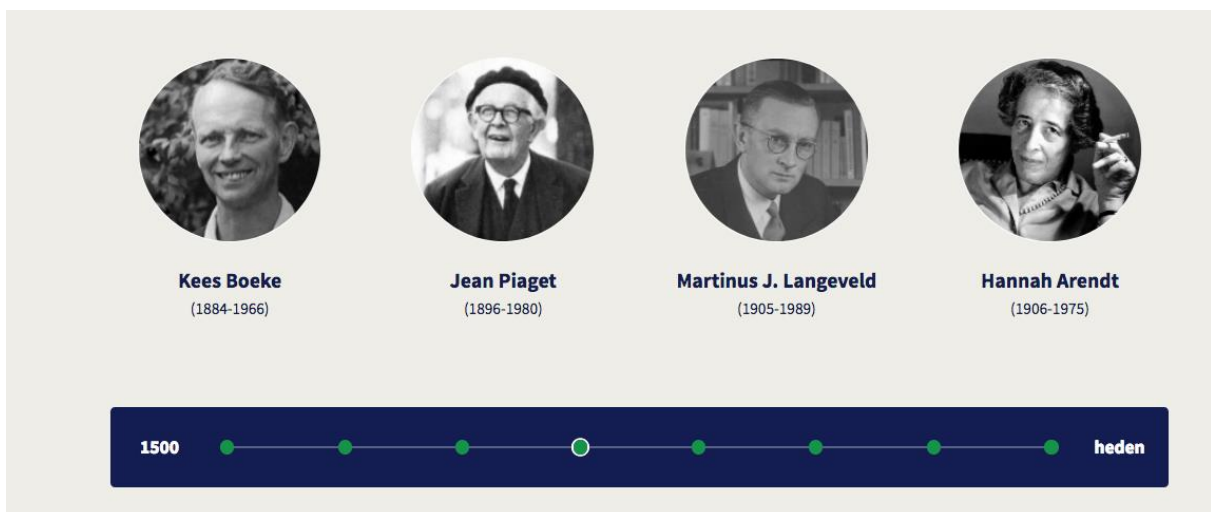 Kees Boeke
(1884-1966)
Jean Piaget
(1896-1980)
Martinus J. Langeveld
(1905-1989)
Hannah Arendt
(1906-1975)
1500
heden